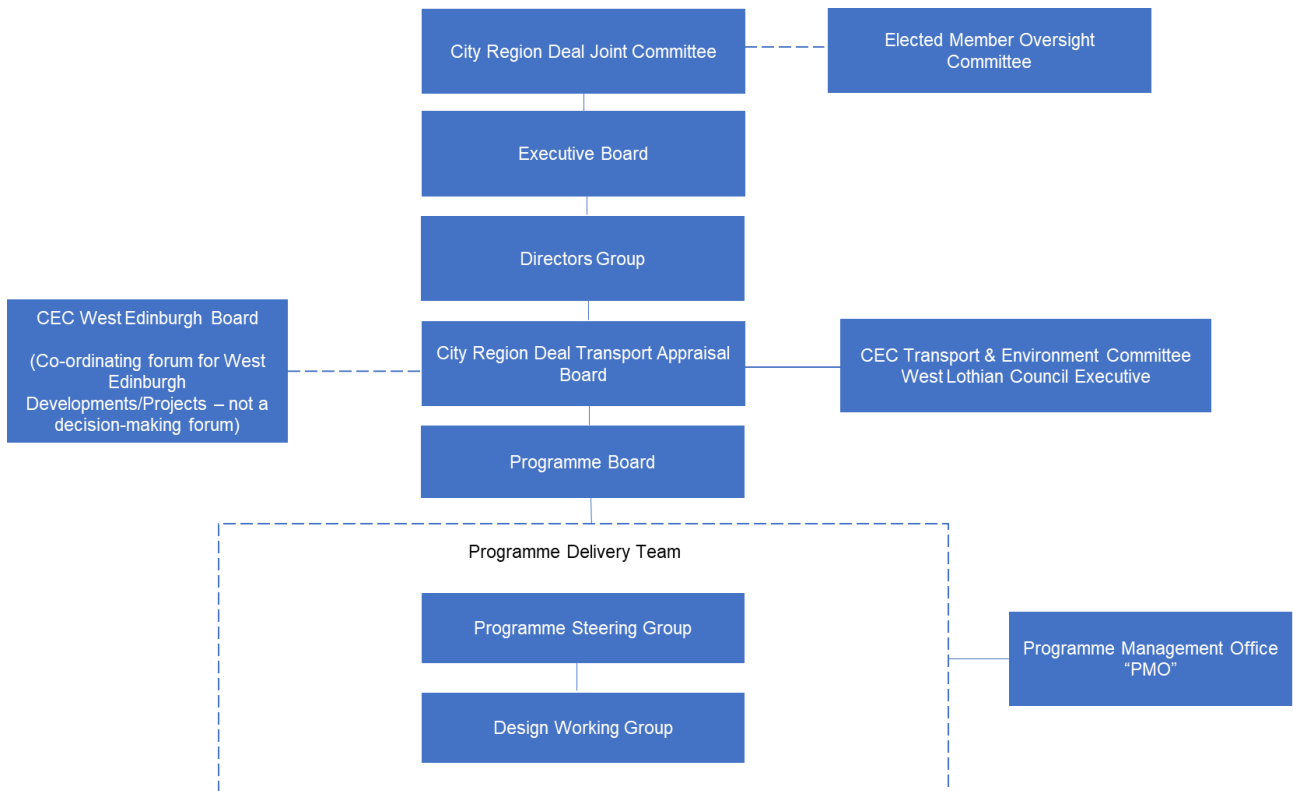 City Region Deal Joint Committee
Elected Member Oversight
Committee
Executive Board
Directors Group
CEC West Edinburgh Board
(Co-ordinating forum for West
Edinburgh
Developments/Projects – not a
decision-making forum)
City Region Deal Transport Appraisal
Board
CEC Transport & Environment Committee
West Lothian Council Executive
Programme Board
Programme Delivery Team
Programme Steering Group
Programme Management Office
“PMO”
Design Working Group